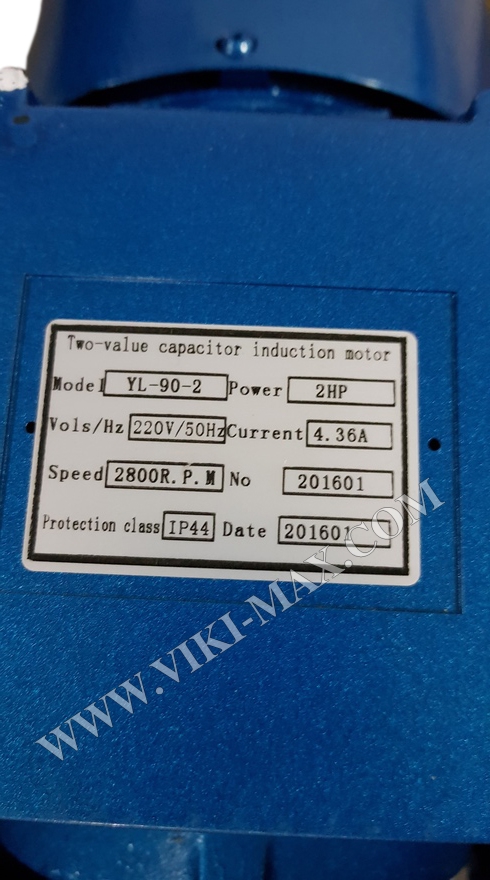 Two-value capacitor induction motor
Model YL-90-2 Power 2HP
Vols/Hz 220V/50Hz Current 4.36A
Speed 2800R.P.M No 201601
Protection class IP44 Date 201601
WWW.VIKI-MAX.COM